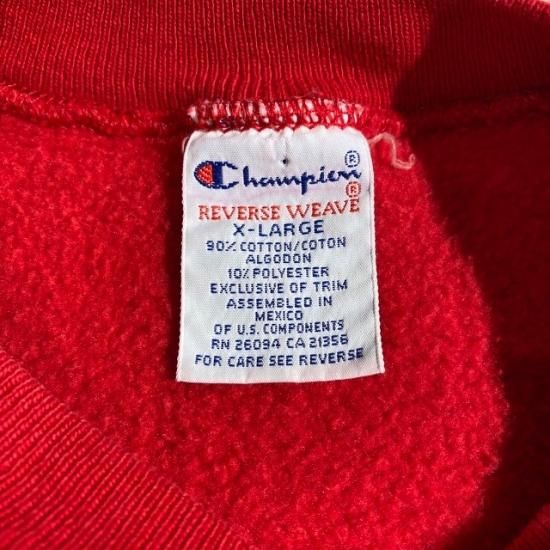 Champion®
REVERSE WEAVE®
X-LARGE
90% COTTON/COTON
ALGODON
10% POLYESTER
EXCLUSIVE OF TRIM
ASSEMBLED IN
MEXICO
OF U.S. COMPONENTS
RN 26094 CA 21356
FOR CARE SEE REVERSE